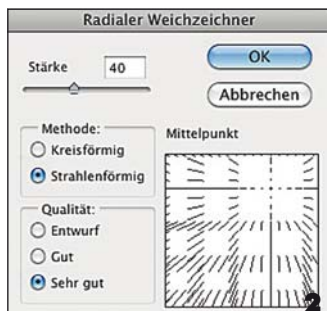 Radialer Weichzeichner
Stärke 40
OK
Abbrechen
Methode:
Kreisförmig
Strahlenförmig
Qualität:
Entwurf
Gut
Sehr gut
Mittelpunkt
2